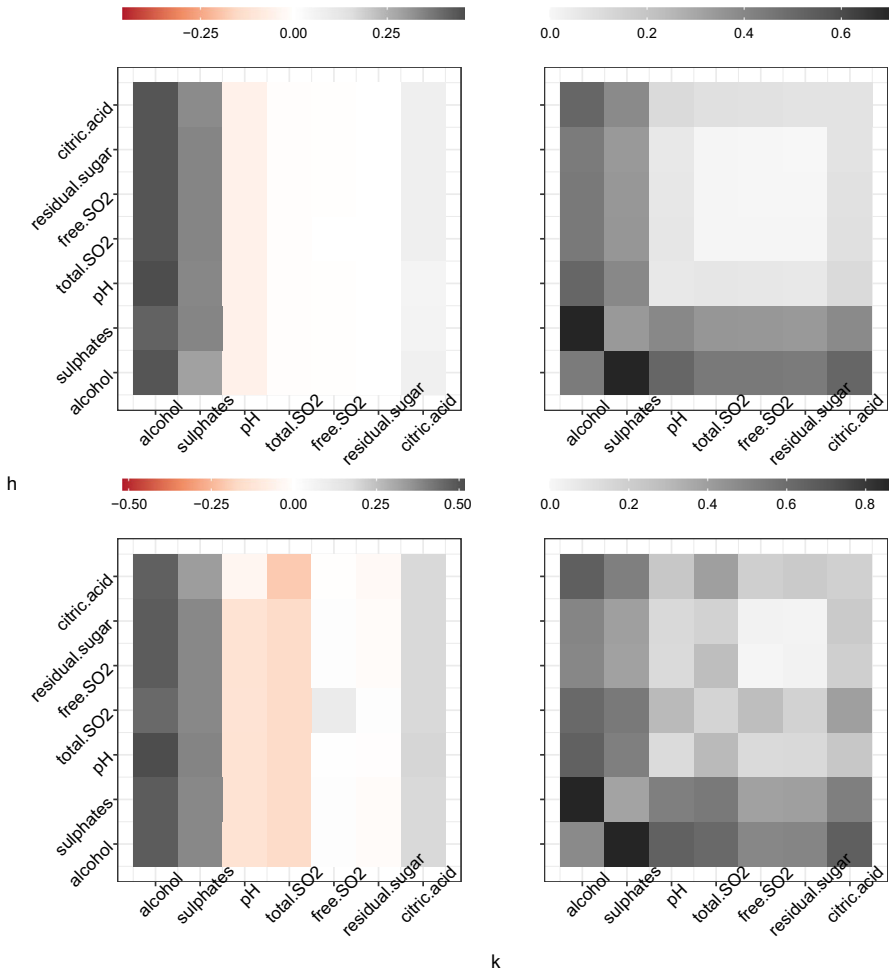 −0.25 0.00 0.25
0.0 0.2 0.4 0.6
citric.acid
residual.sugar
free.SO2
total.SO2
pH
sulphates
alcohol
alcohol sulphates pH total.SO2 free.SO2 residual.sugar citric.acid
alcohol sulphates pH total.SO2 free.SO2 residual.sugar citric.acid
h
−0.50 −0.25 0.00 0.25 0.50
0.0 0.2 0.4 0.6 0.8
citric.acid
residual.sugar
free.SO2
total.SO2
pH
sulphates
alcohol
alcohol sulphates pH total.SO2 free.SO2 residual.sugar citric.acid
alcohol sulphates pH total.SO2 free.SO2 residual.sugar citric.acid
k